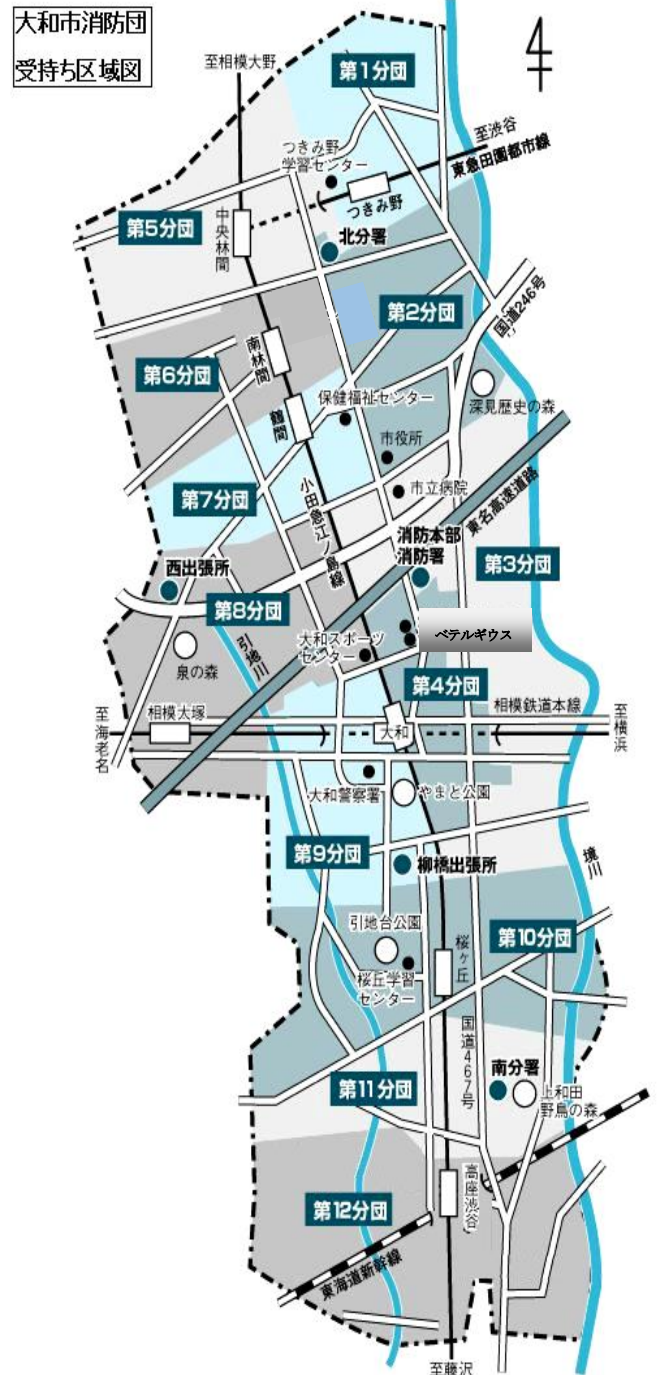 大和市消防団
受持ち区域図
至相模大野
第1分団
至渋谷
東急田園都市線
つきみ野
学習センター
つきみ野
第5分団
中央林間
北分署
第2分団
国道246号
南林間
第6分団
深見歴史の森
保健福祉センター
鶴間
市役所
市立病院
東名高速道路
第7分団
小田急江ノ島線
消防本部
消防署
第3分団
西出張所
第8分団
引地川
泉の森
大和スポーツ
センター
ベテルギウス
第4分団
至海老名
相模大塚
大和
相模鉄道本線
至横浜
大和警察署
やまと公園
第9分団
柳橋出張所
境川
引地台公園
第10分団
桜ヶ丘
桜丘学習
センター
国道467号
南分署
上和田
野鳥の森
第11分団
高座渋谷
第12分団
東海道新幹線
至藤沢